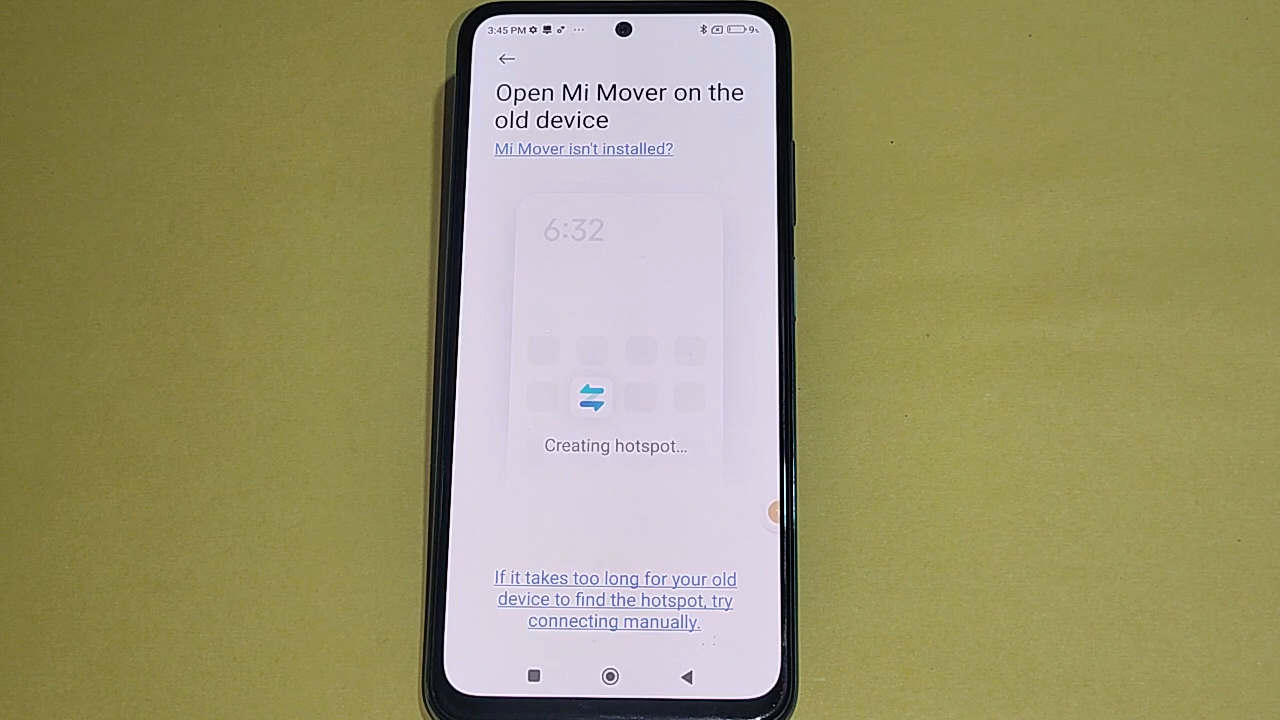 3:45 PM
9%
Open Mi Mover on the
old device
Mi Mover isn't installed?
6:32
Creating hotspot...
If it takes too long for your old
device to find the hotspot, try
connecting manually.